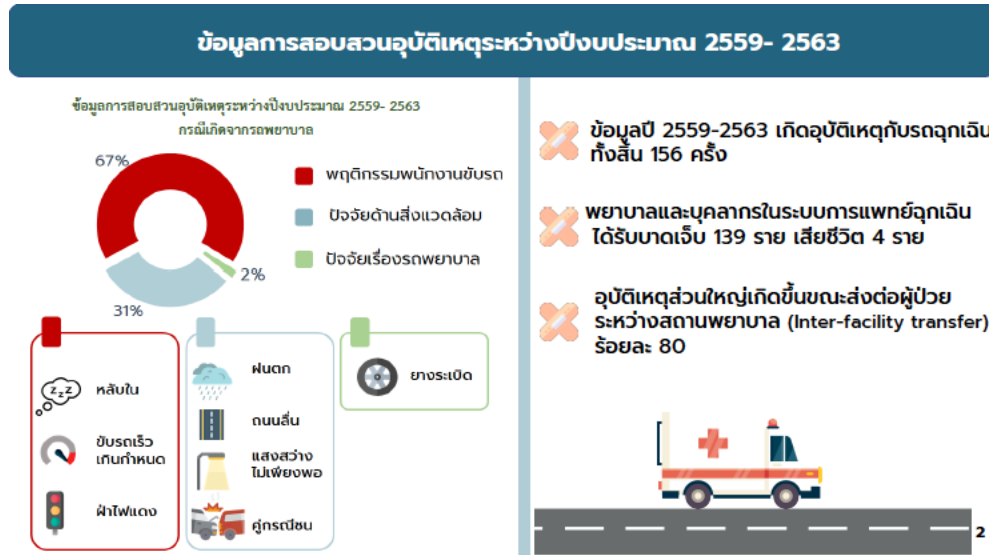 ข้อมูลการสอบสวนอุบัติเหตุระหว่างปีงบประมาณ 2559- 2563
ข้อมูลการสอบสวนอุบัติเหตุระหว่างปีงบประมาณ 2559- 2563
กรณีเกิดจากรถพยาบาล
67%
2%
31%
พฤติกรรมพนักงานขับรถ
ปัจจัยด้านสิ่งแวดล้อม
ปัจจัยเรื่องรถพยาบาล
zzz
หลับใน
ขับรถเร็ว
เกินกำหนด
ฝ่าไฟแดง
ฝนตก
ถนนลื่น
แสงสว่าง
ไม่เพียงพอ
คู่กรณีชน
ยางระเบิด
ข้อมูลปี 2559-2563 เกิดอุบัติเหตุกับรถฉุกเฉิน
ทั้งสิ้น 156 ครั้ง
พยาบาลและบุคลากรในระบบการแพทย์ฉุกเฉิน
ได้รับบาดเจ็บ 139 ราย เสียชีวิต 4 ราย
อุบัติเหตุส่วนใหญ่เกิดขึ้นขณะส่งต่อผู้ป่วย
ระหว่างสถานพยาบาล (Inter-facility transfer)
ร้อยละ 80
2